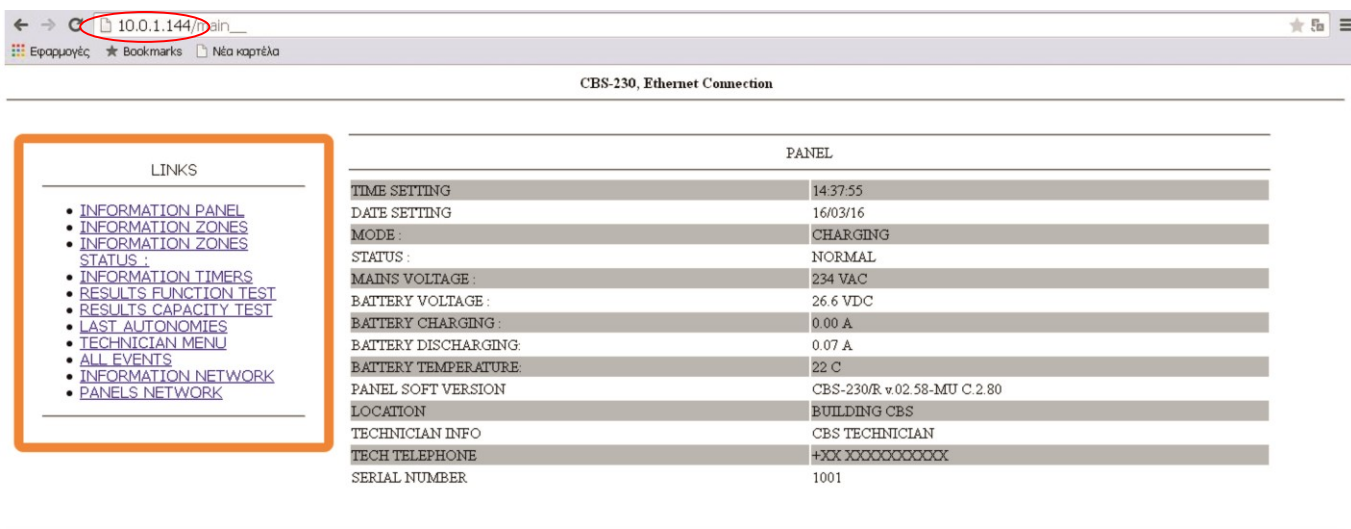 10.0.1.144/main__
Εφαρμογές Bookmarks Νέα καρτέλα
CBS-230, Ethernet Connection
LINKS
• INFORMATION PANEL
• INFORMATION ZONES
• INFORMATION ZONES
STATUS :
• INFORMATION TIMERS
• RESULTS FUNCTION TEST
• RESULTS CAPACITY TEST
• LAST AUTONOMIES
• TECHNICIAN MENU
• ALL EVENTS
• INFORMATION NETWORK
• PANELS NETWORK
PANEL
TIME SETTING 14:37:55
DATE SETTING 16/03/16
MODE : CHARGING
STATUS : NORMAL
MAINS VOLTAGE : 234 VAC
BATTERY VOLTAGE : 26.6 VDC
BATTERY CHARGING : 0.00 A
BATTERY DISCHARGING: 0.07 A
BATTERY TEMPERATURE: 22 C
PANEL SOFT VERSION CBS-230/R v.02.58-MU C.2.80
LOCATION BUILDING CBS
TECHNICIAN INFO CBS TECHNICIAN
TECH TELEPHONE +XX XXXXXXXXXX
SERIAL NUMBER 1001